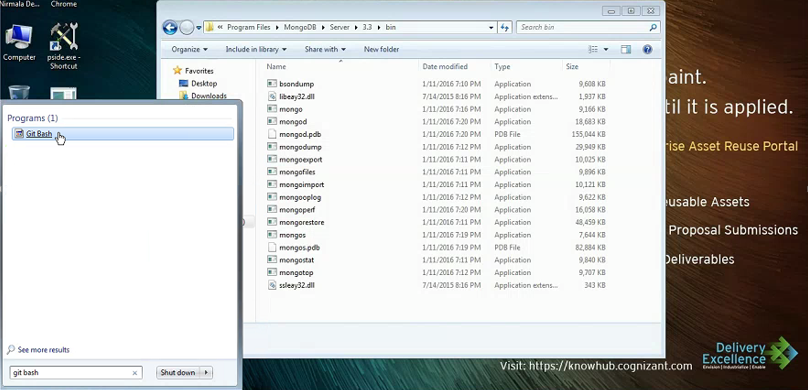 Nirmala De...
Chrome
Computer
pside.exe -
Shortcut
« Program Files ▸ MongoDB ▸ Server ▸ 3.3 ▸ bin
Search bin
Organize
Include in library
Share with
New folder
Favorites
Desktop
Downloads
Name Date modified Type Size
bsondump 1/11/2016 7:10 PM Application 9,608 KB
libeay32.dll 7/14/2015 8:16 PM Application extens... 1,937 KB
mongo 1/11/2016 7:16 PM Application 9,166 KB
mongod 1/11/2016 7:20 PM Application 18,683 KB
mongod.pdb 1/11/2016 7:20 PM PDB File 155,044 KB
mongodump 1/11/2016 7:12 PM Application 29,949 KB
mongoexport 1/11/2016 7:11 PM Application 10,025 KB
mongofiles 1/11/2016 7:11 PM Application 9,896 KB
mongoimport 1/11/2016 7:11 PM Application 10,121 KB
mongooplog 1/11/2016 7:12 PM Application 9,622 KB
mongoperf 1/11/2016 7:20 PM Application 16,058 KB
mongorestore 1/11/2016 7:11 PM Application 48,459 KB
mongos 1/11/2016 7:19 PM Application 7,644 KB
mongos.pdb 1/11/2016 7:19 PM PDB File 82,884 KB
mongostat 1/11/2016 7:11 PM Application 9,840 KB
mongotop 1/11/2016 7:12 PM Application 9,707 KB
ssleay32.dll 7/14/2015 8:16 PM Application extens... 343 KB
Programs (1)
Git Bash
See more results
git bash
Shut down
aint.
til it is applied.
rise Asset Reuse Portal
eusable Assets
Proposal Submissions
Deliverables
Visit: https://knowhub.cognizant.com
Delivery
Excellence
Envision | Industrialize | Enable